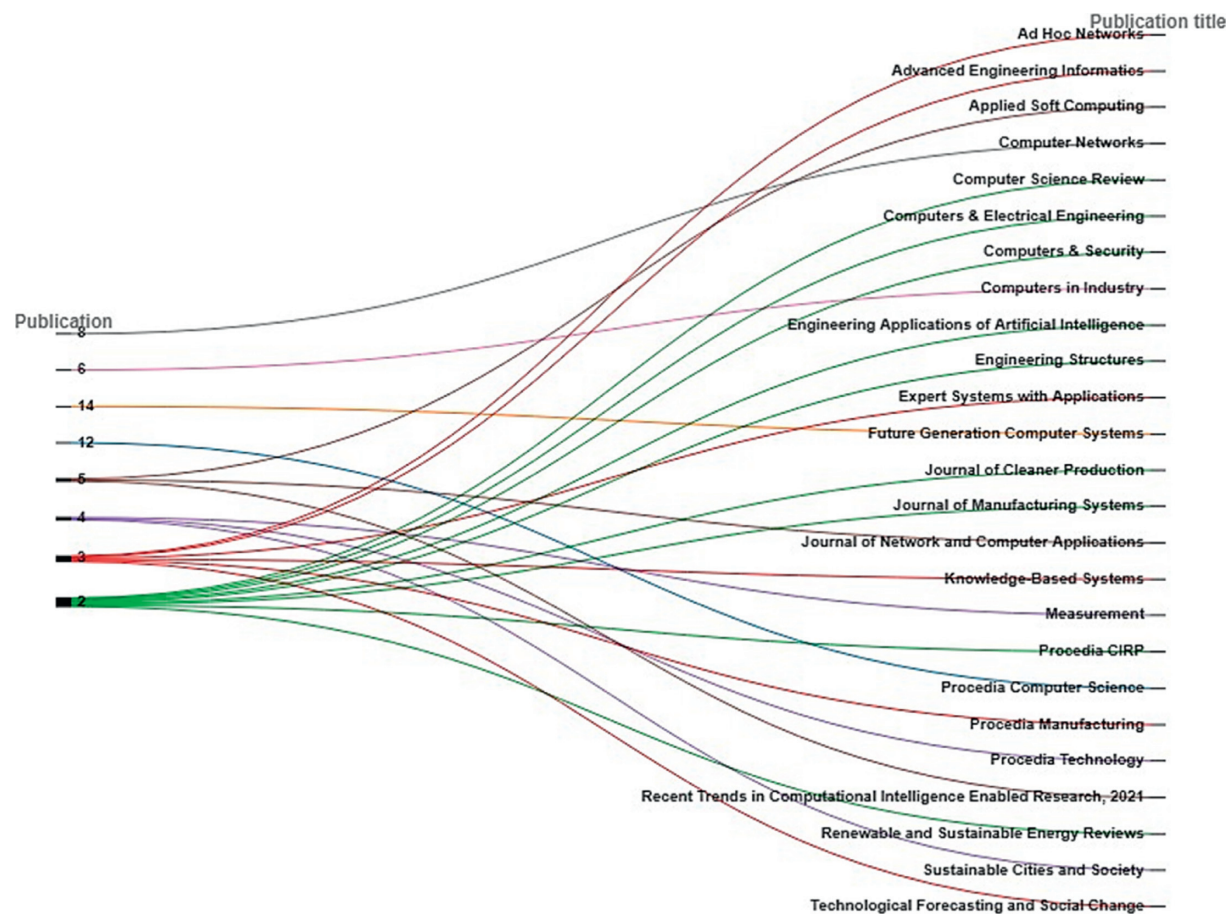 Publication title
Ad Hoc Networks
Advanced Engineering Informatics
Applied Soft Computing
Computer Networks
Computer Science Review
Computers & Electrical Engineering
Computers & Security
Computers in Industry
Publication
8
Engineering Applications of Artificial Intelligence
Engineering Structures
6
Expert Systems with Applications
14
Future Generation Computer Systems
12
Journal of Cleaner Production
5
Journal of Manufacturing Systems
4
Journal of Network and Computer Applications
3
Knowledge-Based Systems
2
Measurement
Procedia CIRP
Procedia Computer Science
Procedia Manufacturing
Procedia Technology
Recent Trends in Computational Intelligence Enabled Research, 2021
Renewable and Sustainable Energy Reviews
Sustainable Cities and Society
Technological Forecasting and Social Change